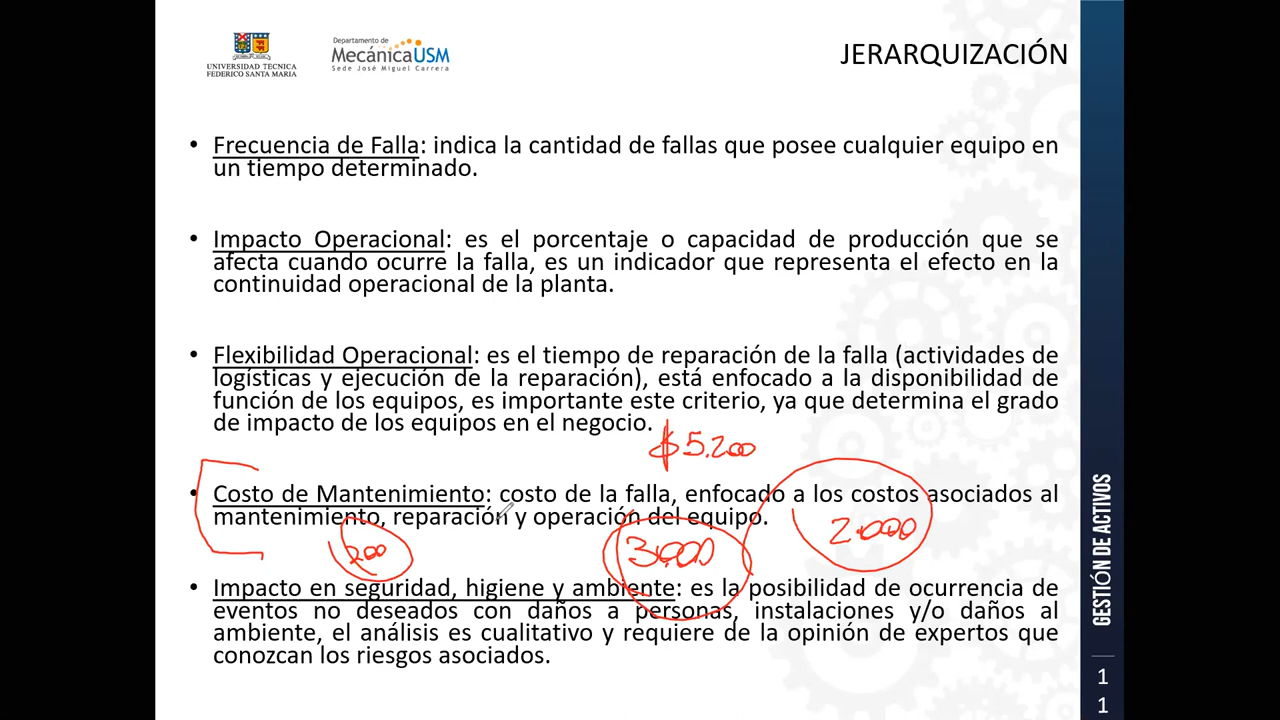 UNIVERSIDAD TECNICA
FEDERICO SANTA MARIA
Departamento de
MecánicaUSM
Sede José Miguel Carrera
JERARQUIZACIÓN
• Frecuencia de Falla: indica la cantidad de fallas que posee cualquier equipo en
un tiempo determinado.
• Impacto Operacional: es el porcentaje o capacidad de producción que se
afecta cuando ocurre la falla, es un indicador que representa el efecto en la
continuidad operacional de la planta.
• Flexibilidad Operacional: es el tiempo de reparación de la falla (actividades de
logísticas y ejecución de la reparación), está enfocado a la disponibilidad de
función de los equipos, es importante este criterio, ya que determina el grado
de impacto de los equipos en el negocio.
$5.200
• Costo de Mantenimiento: costo de la falla, enfocado a los costos asociados al
mantenimiento, reparación y operación del equipo.
200
3.000
2.000
• Impacto en seguridad, higiene y ambiente: es la posibilidad de ocurrencia de
eventos no deseados con daños a personas, instalaciones y/o daños al
ambiente, el análisis es cualitativo y requiere de la opinión de expertos que
conozcan los riesgos asociados.
GESTIÓN DE ACTIVOS
1
1